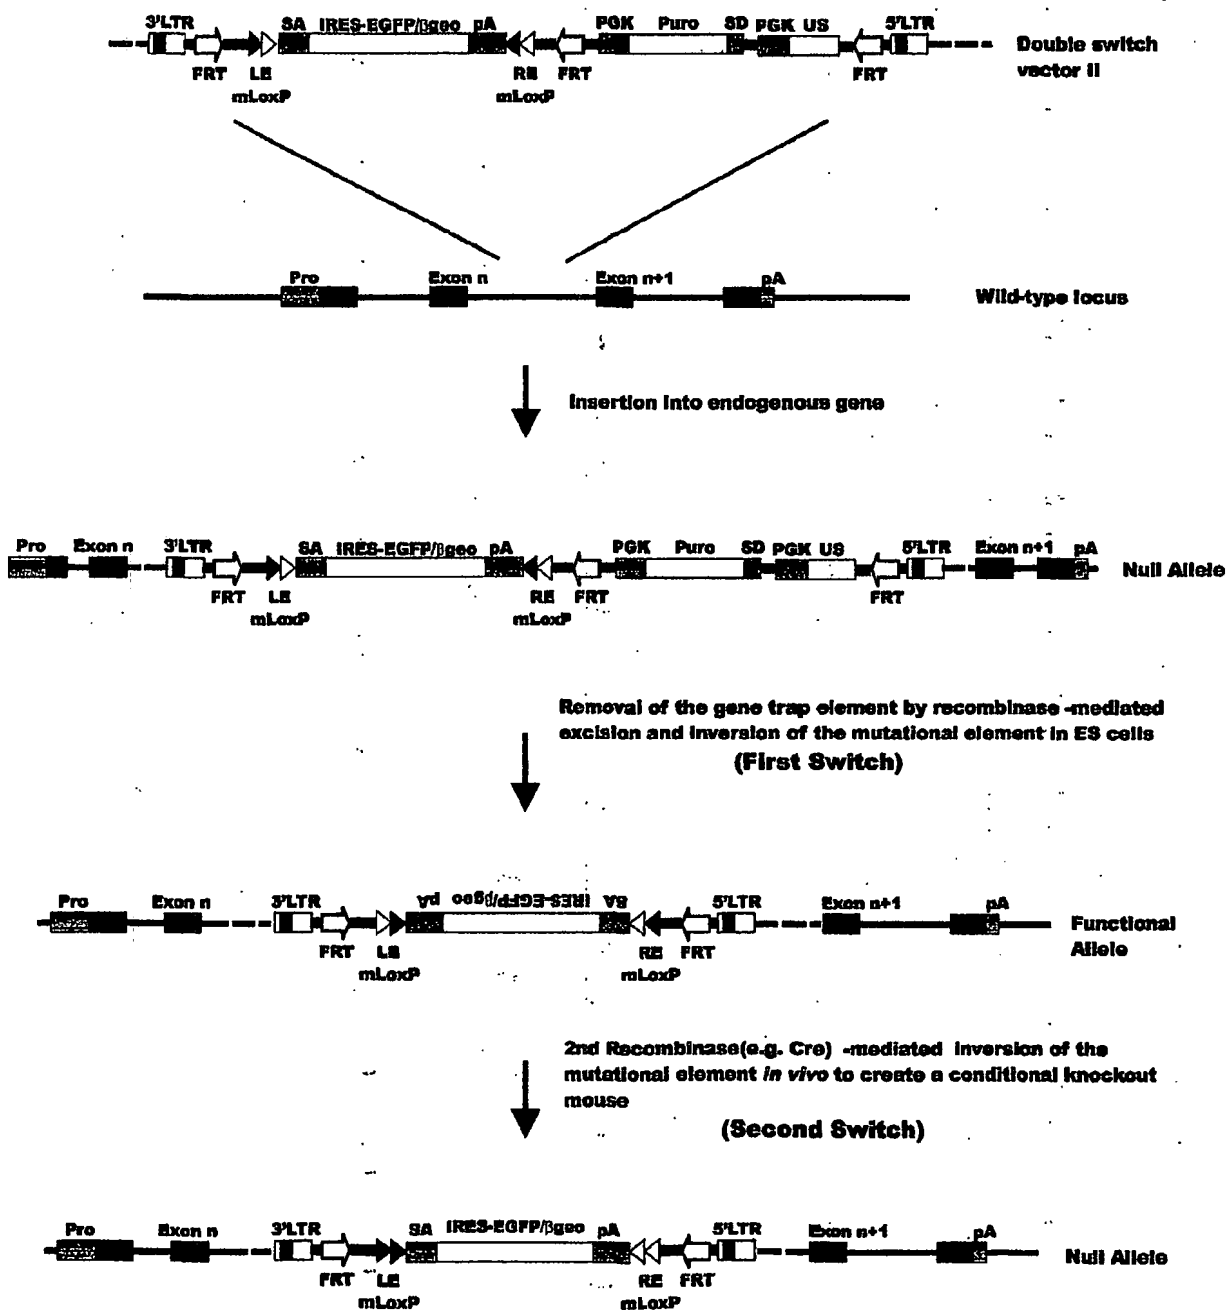 3'LTR SA IRES-EGFP/βgeo pA PGK Puro SD PGK US 5'LTR
Double switch
vector II
FRT LE RE FRT FRT
mLoxP mLoxP
Pro Exon n Exon n+1 pA
Wild-type locus
Insertion into endogenous gene
Pro Exon n 3'LTR SA IRES-EGFP/βgeo pA PGK Puro SD PGK US 5'LTR Exon n+1 pA
Null Allele
FRT LE RE FRT FRT
mLoxP mLoxP
Removal of the gene trap element by recombinase -mediated
excision and inversion of the mutational element in ES cells
(First Switch)
Pro Exon n 3'LTR pA IRES-EGFP/βgeo SA 5'LTR Exon n+1 pA
Functional
Allele
FRT LE RE FRT
mLoxP mLoxP
2nd Recombinase(e.g. Cre) -mediated inversion of the
mutational element in vivo to create a conditional knockout
mouse
(Second Switch)
Pro Exon n 3'LTR SA IRES-EGFP/βgeo pA 5'LTR Exon n+1 pA
Null Allele
FRT LE RE FRT
mLoxP mLoxP